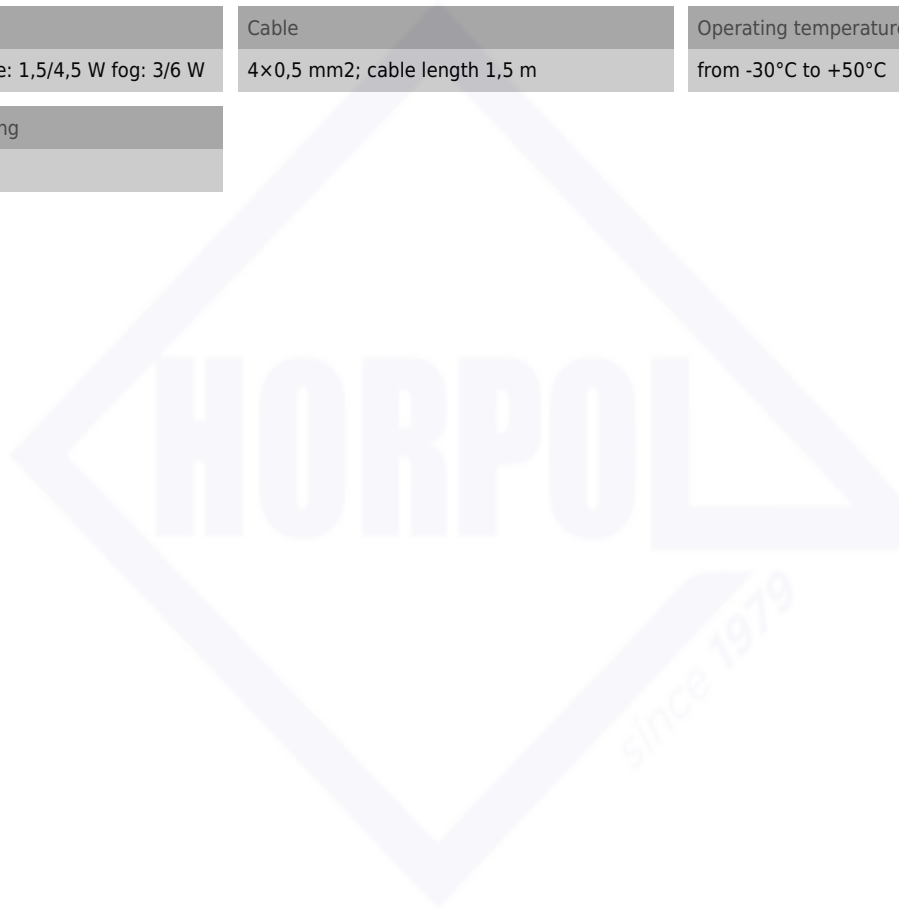 Cable
Operating temperature
e: 1,5/4,5 W fog: 3/6 W
4×0,5 mm2; cable length 1,5 m
from -30°C to +50°C
ng
HORPOL
since 1979